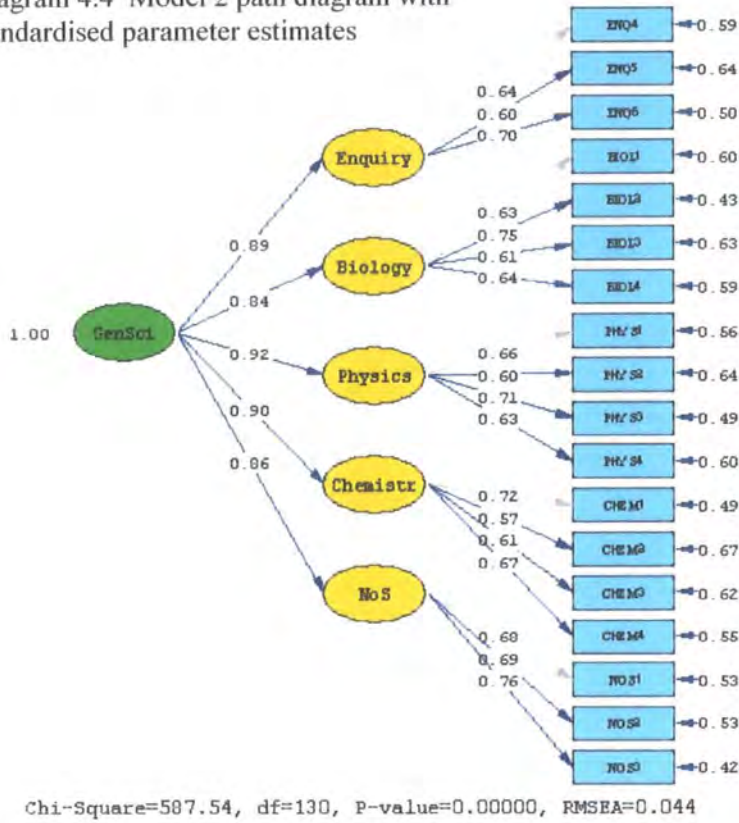 agram 4.4 Model 2 path diagram with
andardised parameter estimates
ENQ4 0.59
ENQ5 0.64
0.64
0.60 ENQ6 0.50
0.70
Enquiry BIOL1 0.60
BIOL2 0.43
0.63
0.75 BIOL3 0.63
0.89 0.61
Biology 0.64 BIOL4 0.59
0.84
1.00 GenSci PHYS1 0.56
0.92 0.66
Physics 0.60 PHYS2 0.64
0.71
0.63 PHYS3 0.49
0.90
PHYS4 0.60
0.86
Chemistr 0.72 CHEM1 0.49
0.57
0.61 CHEM2 0.67
0.67
NoS CHEM3 0.62
CHEM4 0.55
0.68
0.69 NOS1 0.53
0.76
NOS2 0.53
NOS3 0.42
Chi-Square=587.54, df=130, P-value=0.00000, RMSEA=0.044